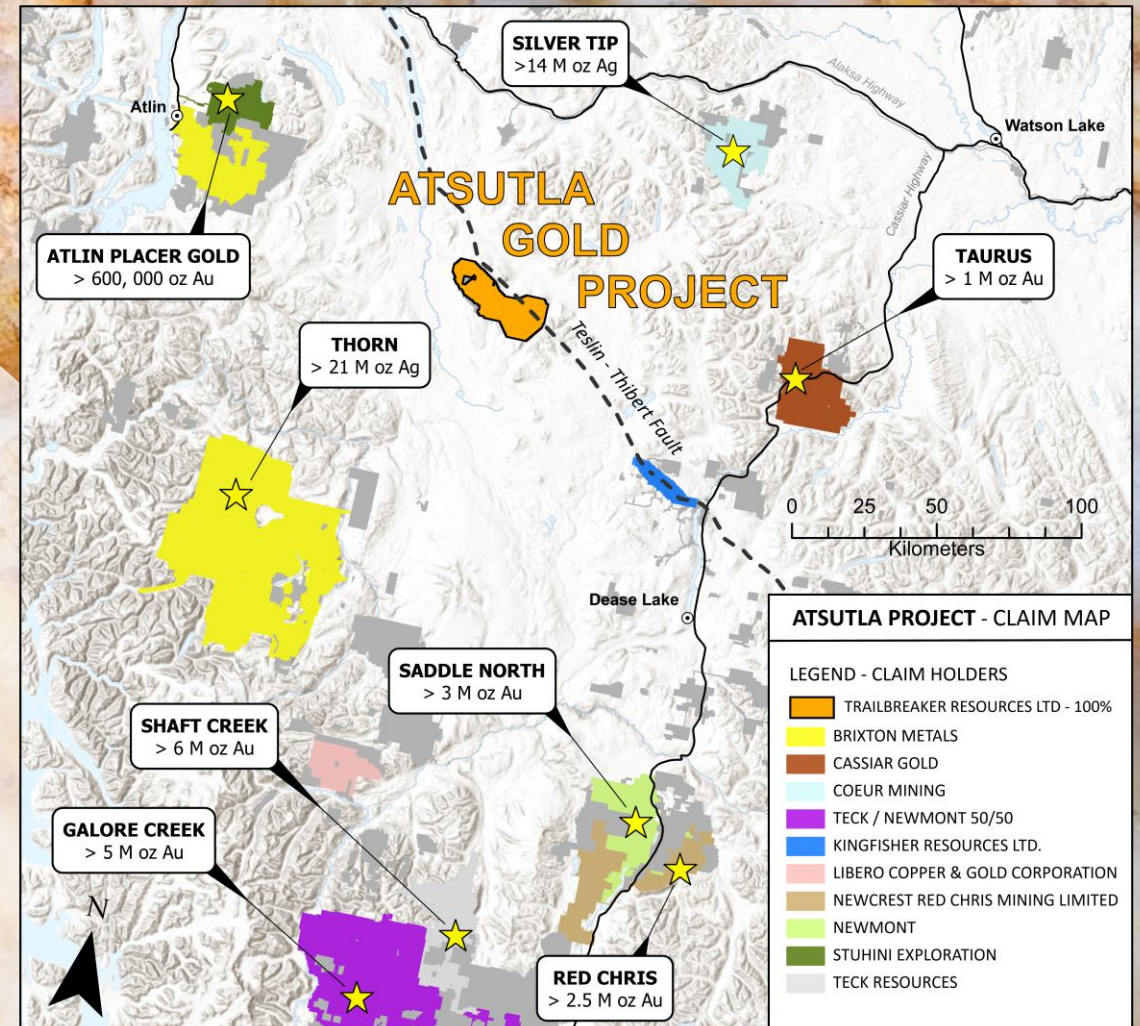 SILVER TIP
>14 M oz Ag
Alaksa Highway
Atlin
Watson Lake
Cassiar Highway
ATSUTLA
GOLD
PROJECT
ATLIN PLACER GOLD
> 600, 000 oz Au
TAURUS
> 1 M oz Au
THORN
> 21 M oz Ag
Teslin - Thibert Fault
0 25 50 100
Kilometers
Dease Lake
SADDLE NORTH
> 3 M oz Au
SHAFT CREEK
> 6 M oz Au
GALORE CREEK
> 5 M oz Au
N
RED CHRIS
> 2.5 M oz Au
ATSUTLA PROJECT - CLAIM MAP
LEGEND - CLAIM HOLDERS
TRAILBREAKER RESOURCES LTD - 100%
BRIXTON METALS
CASSIAR GOLD
COEUR MINING
TECK / NEWMONT 50/50
KINGFISHER RESOURCES LTD.
LIBERO COPPER & GOLD CORPORATION
NEWCREST RED CHRIS MINING LIMITED
NEWMONT
STUHINI EXPLORATION
TECK RESOURCES